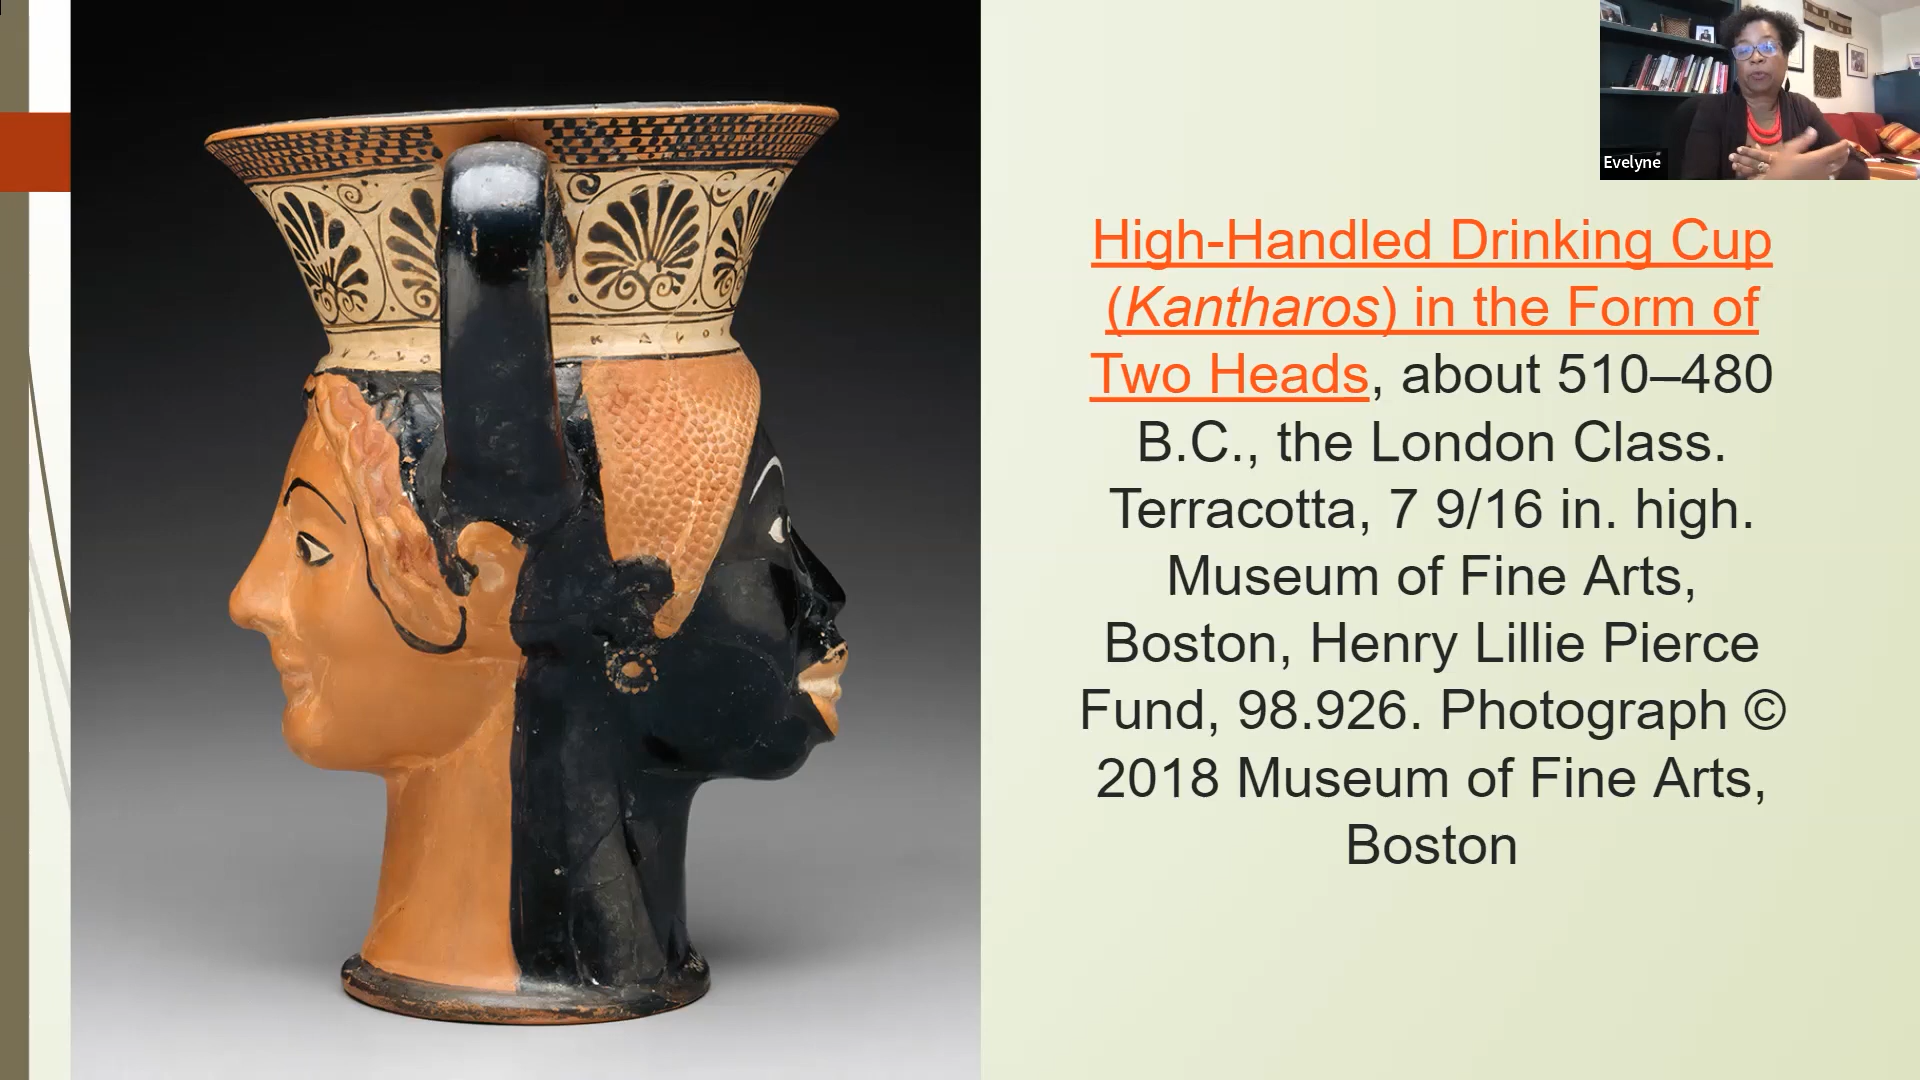 Evelyne
High-Handled Drinking Cup
(Kantharos) in the Form of
Two Heads, about 510–480
B.C., the London Class.
Terracotta, 7 9/16 in. high.
Museum of Fine Arts,
Boston, Henry Lillie Pierce
Fund, 98.926. Photograph ©
2018 Museum of Fine Arts,
Boston